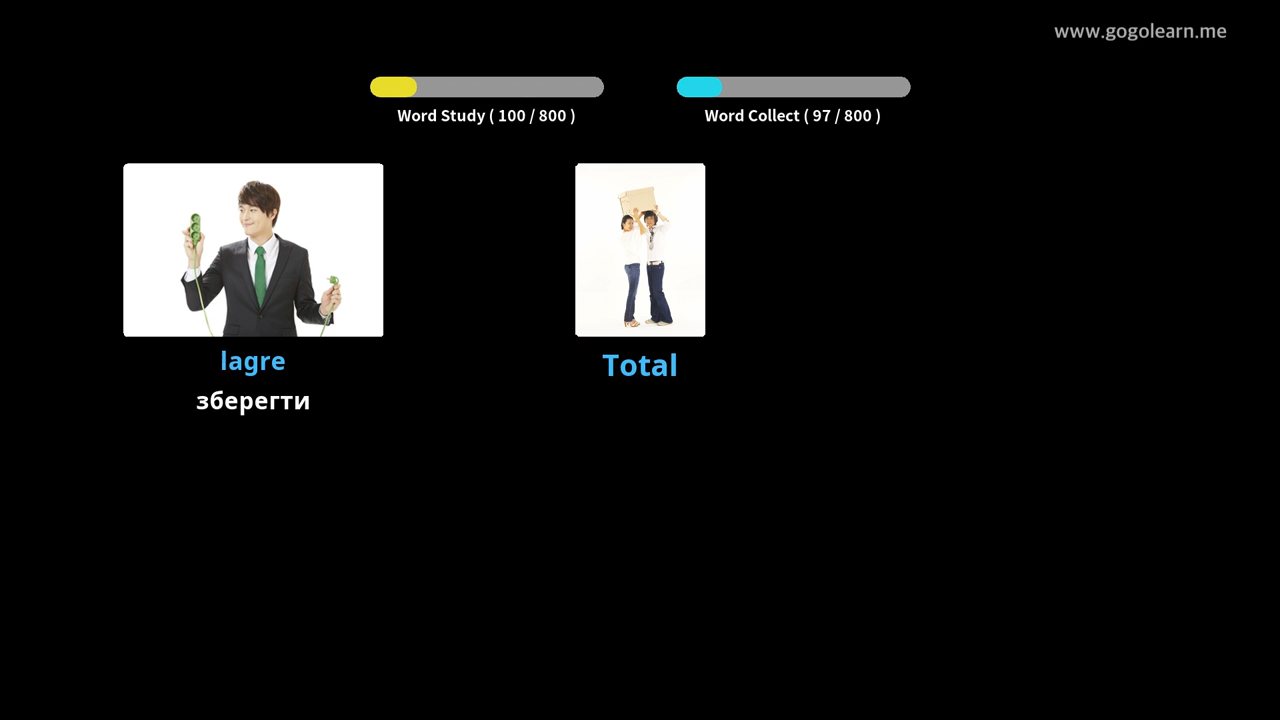 www.gogolearn.me
Word Study ( 100 / 800 )
Word Collect ( 97 / 800 )
lagre
зберегти
Total